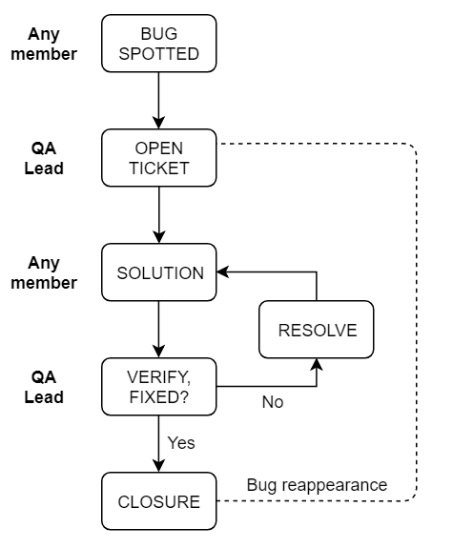 Any
member
BUG
SPOTTED
QA
Lead
OPEN
TICKET
Any
member
SOLUTION
RESOLVE
QA
Lead
VERIFY,
FIXED?
No
Yes
Bug reappearance
CLOSURE